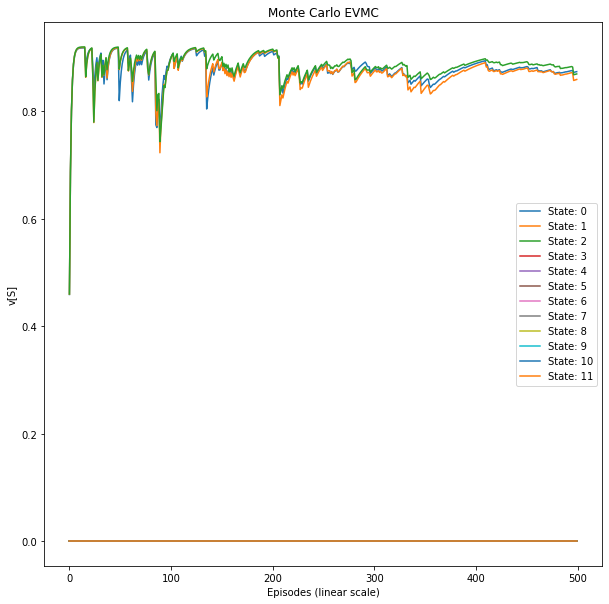 Monte Carlo EVMC
v[S]
0.8
0.6
0.4
0.2
0.0
State: 0
State: 1
State: 2
State: 3
State: 4
State: 5
State: 6
State: 7
State: 8
State: 9
State: 10
State: 11
0 100 200 300 400 500
Episodes (linear scale)